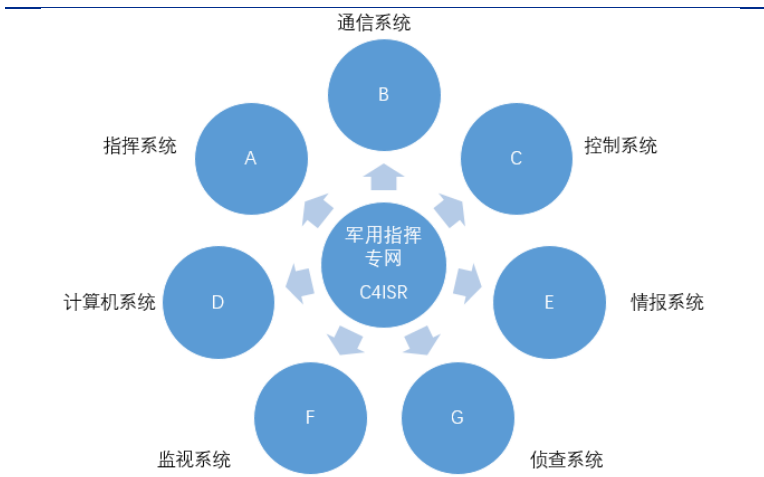 通信系统
B
指挥系统
A
C
控制系统
军用指挥
专网
C4ISR
计算机系统
D
E
情报系统
F
G
监视系统
侦查系统